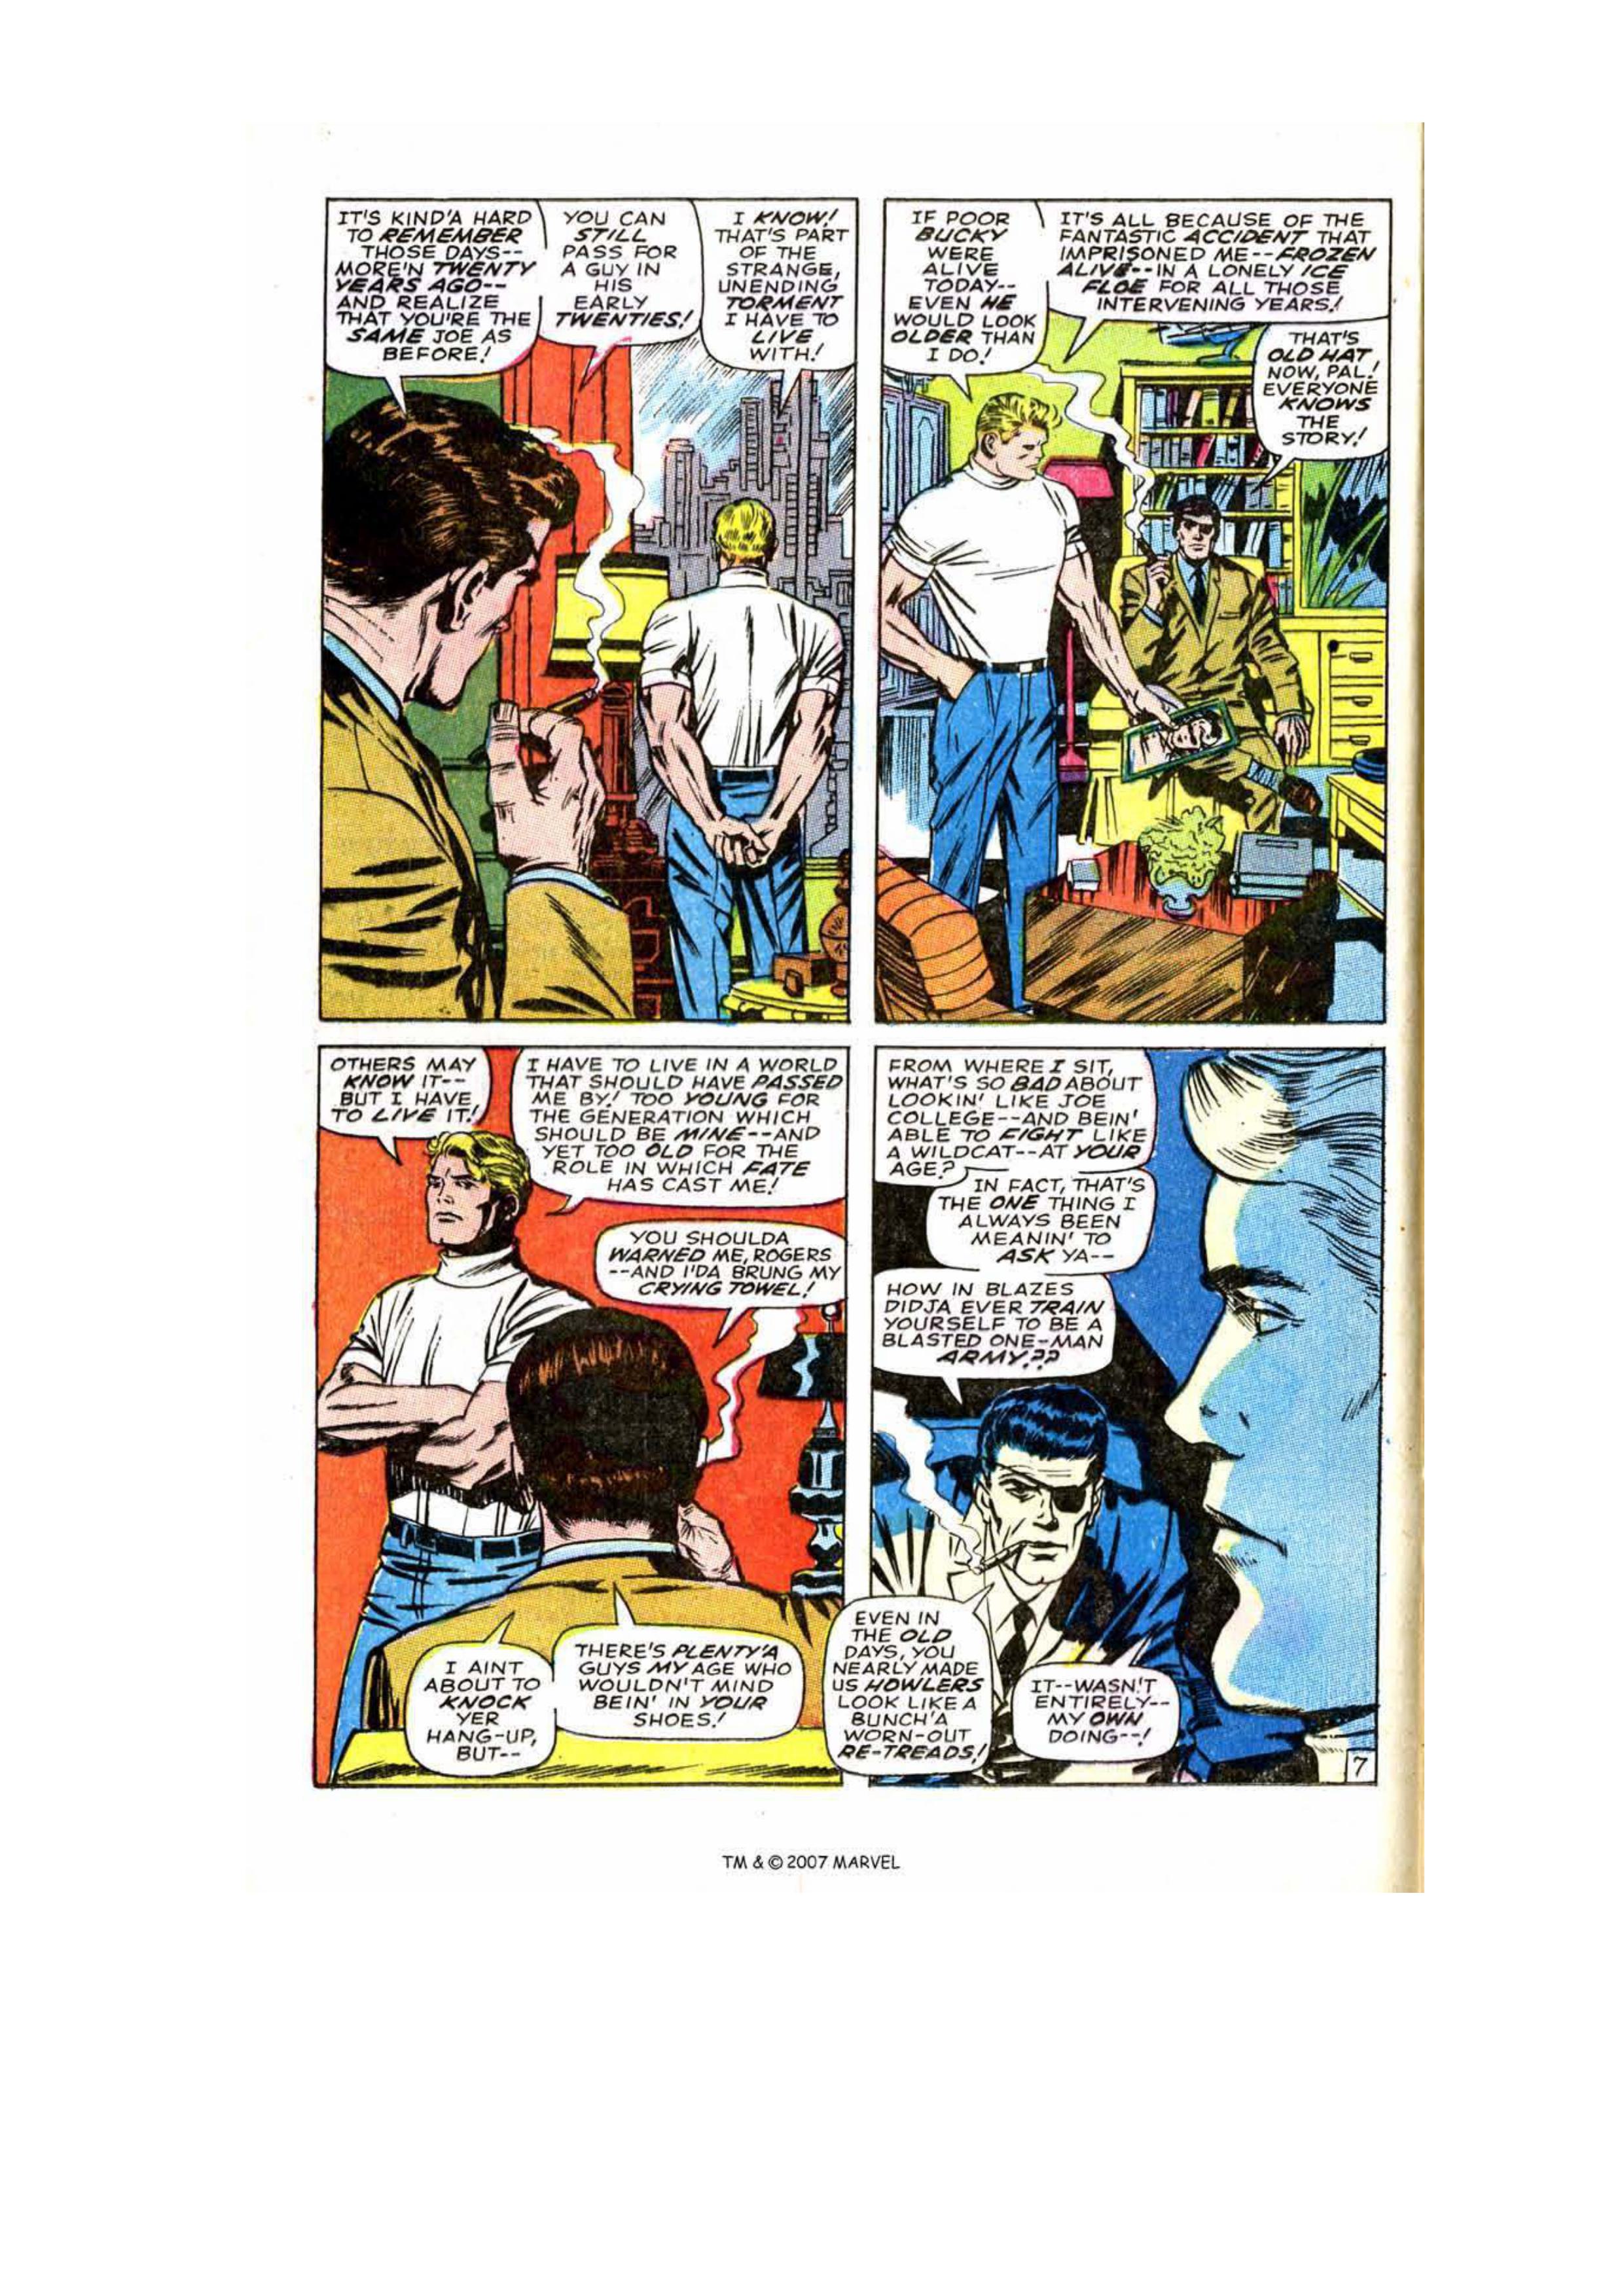 IT'S KIND'A HARD
TO REMEMBER
THOSE DAYS--
MORE'N TWENTY
YEARS AGO--
AND REALIZE
THAT YOU'RE THE
SAME JOE AS
BEFORE!
YOU CAN
STILL
PASS FOR
A GUY IN
HIS
EARLY
TWENTIES!
I KNOW!
THAT'S PART
OF THE
STRANGE,
UNENDING
TORMENT
I HAVE TO
LIVE
WITH!
IF POOR
BUCKY
WERE
ALIVE
TODAY--
EVEN HE
WOULD LOOK
OLDER THAN
I DO!
IT'S ALL BECAUSE OF THE
FANTASTIC ACCIDENT THAT
IMPRISONED ME--FROZEN
ALIVE--IN A LONELY ICE
FLOE FOR ALL THOSE
INTERVENING YEARS!
THAT'S
OLD HAT
NOW, PAL!
EVERYONE
KNOWS
THE
STORY!
OTHERS MAY
KNOW IT--
BUT I HAVE
TO LIVE IT!
I HAVE TO LIVE IN A WORLD
THAT SHOULD HAVE PASSED
ME BY! TOO YOUNG FOR
THE GENERATION WHICH
SHOULD BE MINE--AND
YET TOO OLD FOR THE
ROLE IN WHICH FATE
HAS CAST ME!
YOU SHOULDA
WARNED ME, ROGERS
--AND I'DA BRUNG MY
CRYING TOWEL!
I AINT
ABOUT TO
KNOCK
YER
HANG-UP,
BUT--
THERE'S PLENTY'A
GUYS MY AGE WHO
WOULDN'T MIND
BEIN' IN YOUR
SHOES!
FROM WHERE I SIT,
WHAT'S SO BAD ABOUT
LOOKIN' LIKE JOE
COLLEGE--AND BEIN'
ABLE TO FIGHT LIKE
A WILDCAT--AT YOUR
AGE?
IN FACT, THAT'S
THE ONE THING I
ALWAYS BEEN
MEANIN' TO
ASK YA--
HOW IN BLAZES
DIDJA EVER TRAIN
YOURSELF TO BE A
BLASTED ONE-MAN
ARMY??
EVEN IN
THE OLD
DAYS, YOU
NEARLY MADE
US HOWLERS
LOOK LIKE A
BUNCH'A
WORN-OUT
RE-TREADS!
IT--WASN'T
ENTIRELY--
MY OWN
DOING--!
7
TM & © 2007 MARVEL